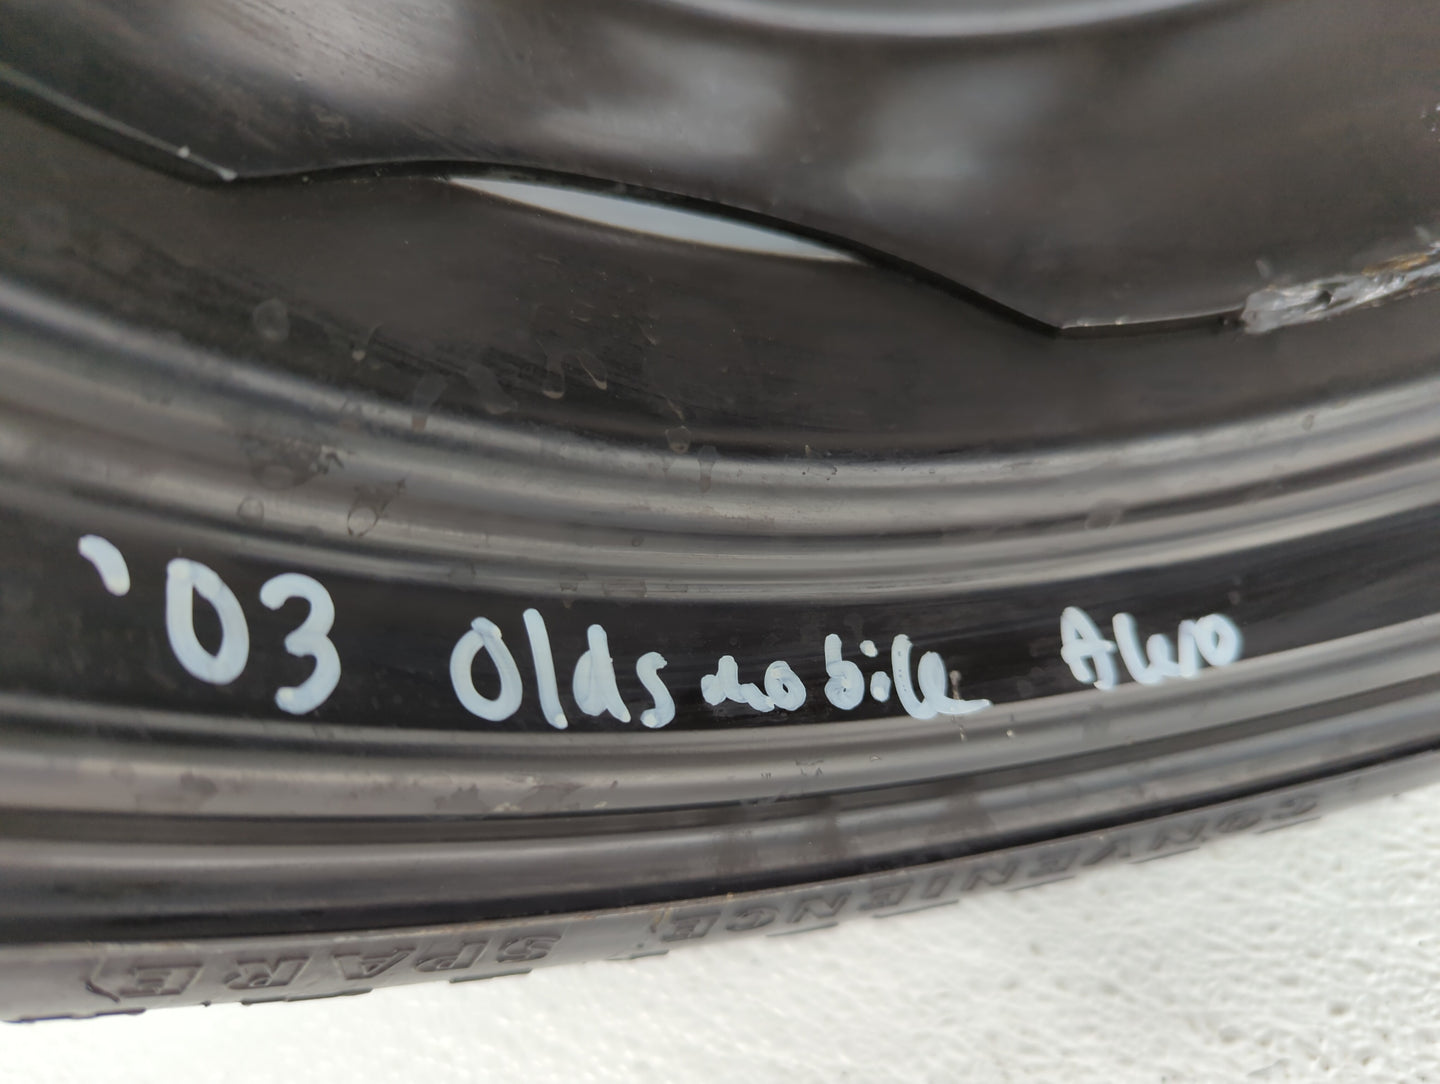 '03 Oldsmobile Alero
CONVENIENCE SPARE)